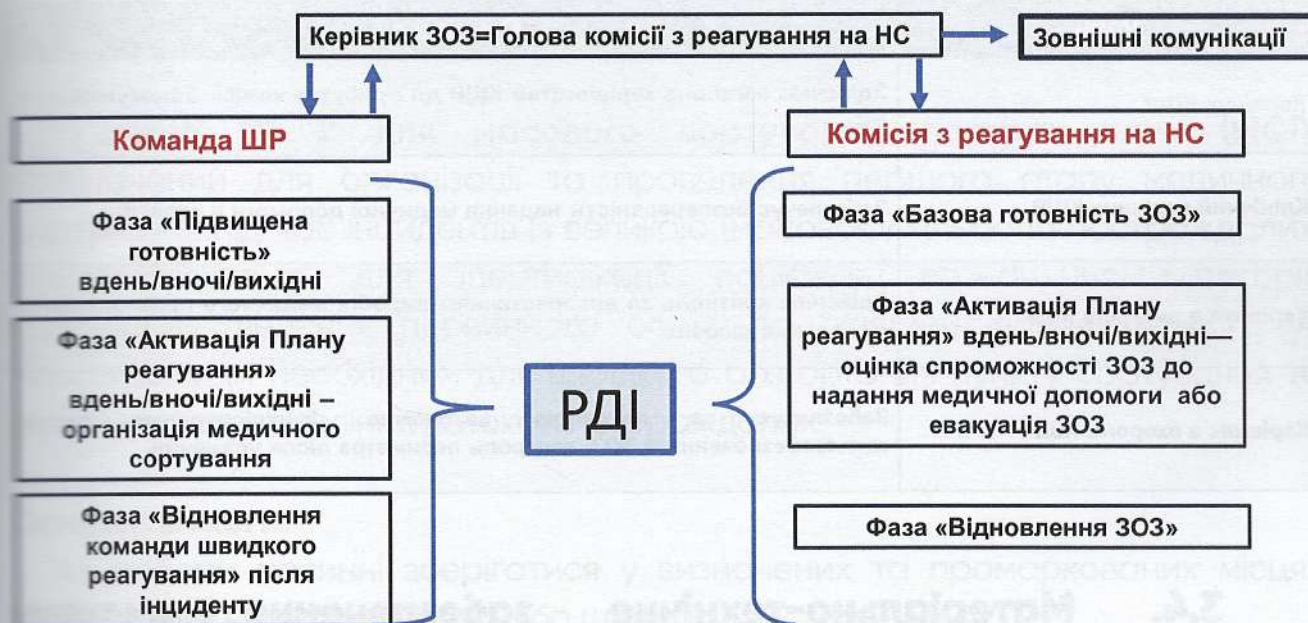 Керівник ЗОЗ=Голова комісії з реагування на НС
Зовнішні комунікації
Команда ШР
Фаза «Підвищена
готовність»
вдень/вночі/вихідні
Фаза «Активація Плану
реагування»
вдень/вночі/вихідні –
організація медичного
сортування
Фаза «Відновлення
команди швидкого
реагування» після
інциденту
РДІ
Комісія з реагування на НС
Фаза «Базова готовність ЗОЗ»
Фаза «Активація Плану
реагування» вдень/вночі/вихідні—
оцінка спроможності ЗОЗ до
надання медичної допомоги або
евакуація ЗОЗ
Фаза «Відновлення ЗОЗ»